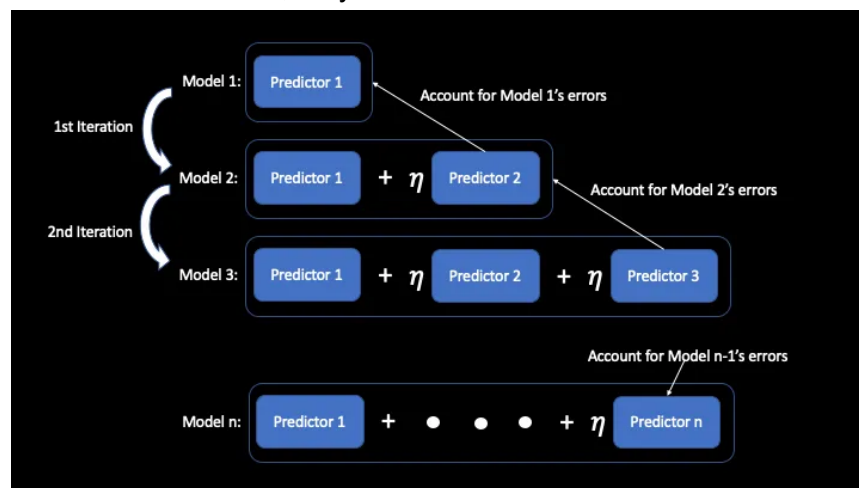 Model 1: Predictor 1
Account for Model 1's errors
1st Iteration
Model 2: Predictor 1 + η Predictor 2
Account for Model 2's errors
2nd Iteration
Model 3: Predictor 1 + η Predictor 2 + η Predictor 3
Account for Model n-1's errors
Model n: Predictor 1 + • • • + η Predictor n